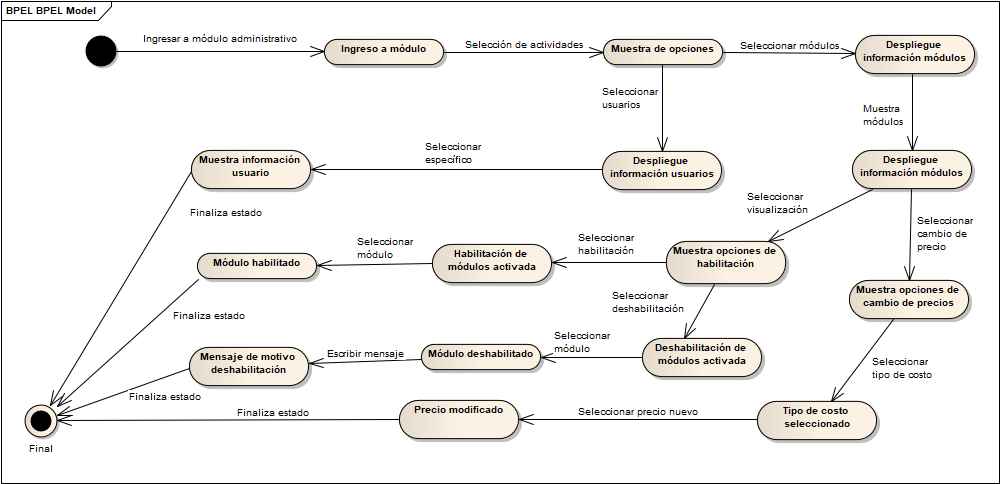 BPEL BPEL Model
Ingresar a módulo administrativo
Ingreso a módulo
Selección de actividades
Muestra de opciones
Seleccionar módulos
Despliegue
información módulos
Seleccionar
usuarios
Muestra
módulos
Muestra información
usuario
Seleccionar
específico
Despliegue
información usuarios
Despliegue
información módulos
Finaliza estado
Seleccionar
visualización
Seleccionar
cambio de
precio
Módulo habilitado
Seleccionar
módulo
Habilitación de
módulos activada
Seleccionar
habilitación
Muestra opciones de
habilitación
Muestra opciones de
cambio de precios
Seleccionar
deshabilitación
Finaliza estado
Mensaje de motivo
deshabilitación
Escribir mensaje
Módulo deshabilitado
Seleccionar
módulo
Deshabilitación de
módulos activada
Seleccionar
tipo de costo
Finaliza estado
Finaliza estado
Precio modificado
Seleccionar precio nuevo
Tipo de costo
seleccionado
Final